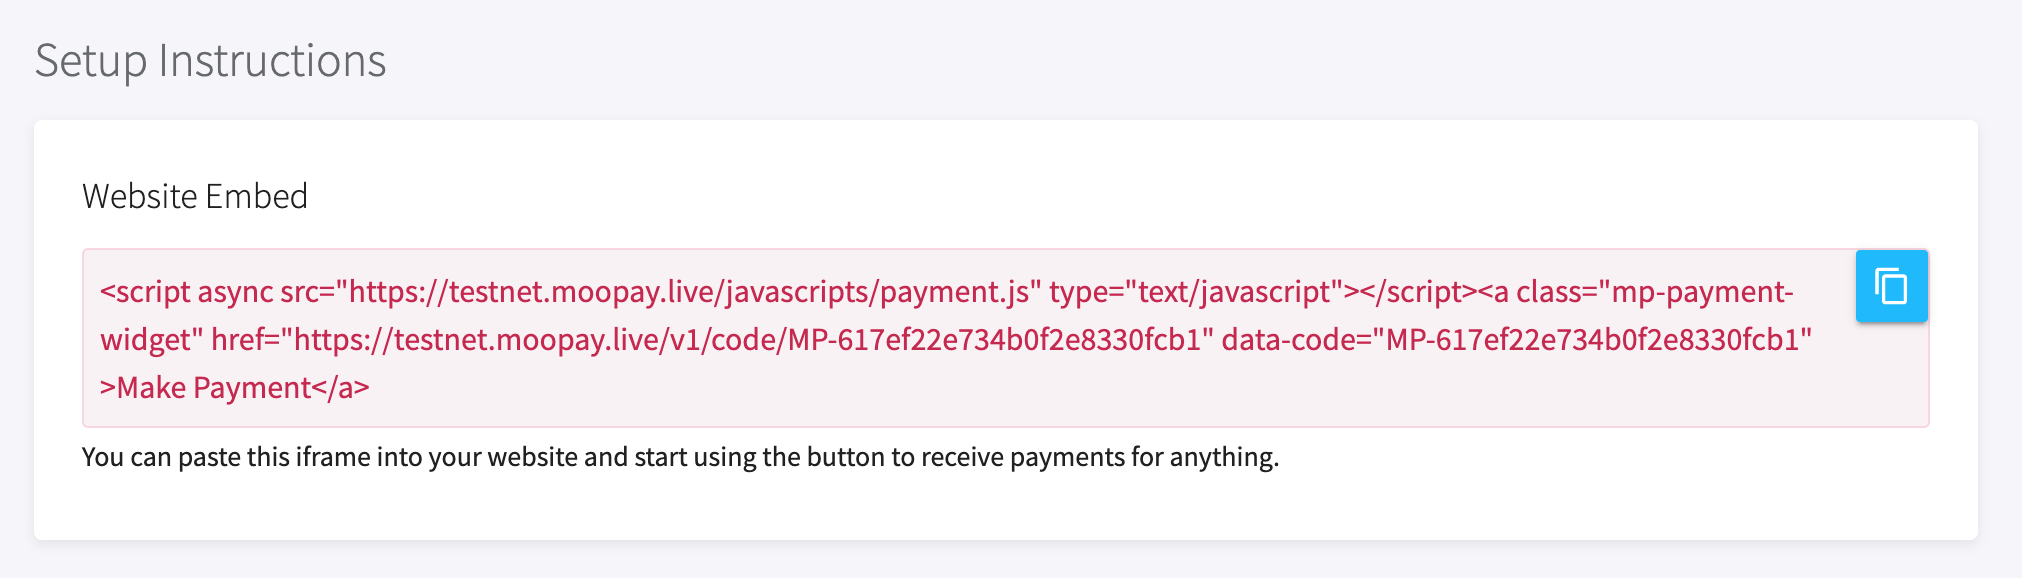 Setup Instructions
Website Embed
<script async src="https://testnet.moopay.live/javascripts/payment.js" type="text/javascript"></script><a class="mp-payment-
widget" href="https://testnet.moopay.live/v1/code/MP-617ef22e734b0f2e8330fcb1" data-code="MP-617ef22e734b0f2e8330fcb1"
>Make Payment</a>
You can paste this iframe into your website and start using the button to receive payments for anything.